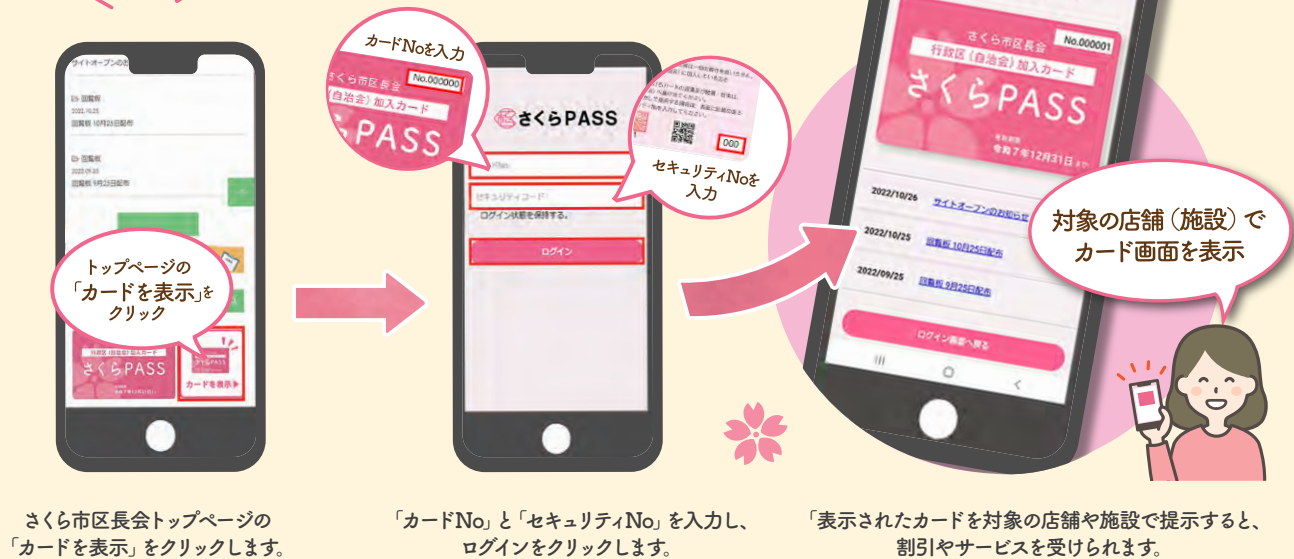 サイトオープンのお
回覧板
2022.10.25
回覧板 10月25日配布
回覧板
2022.09.25
回覧板 9月25日配布
トップページの
「カードを表示」を
クリック
行政区(自治会)加入カード
さくらPASS
カードを表示▶
さくら市区長会トップページの
「カードを表示」をクリックします。
カードNoを入力
さくら市区長会
No.000000
(自治会)加入カード
PASS
さくらPASS
セキュリティコード
ログイン状態を保持する。
ログイン
000
セキュリティNoを
入力
「カードNo」と「セキュリティNo」を入力し、
ログインをクリックします。
さくら市区長会
No.000001
行政区(自治会)加入カード
さくらPASS
有効期限
令和7年12月31日まで
2022/10/26 サイトオープンのお知らせ
2022/10/25 回覧板 10月25日配布
2022/09/25 回覧板 9月25日配布
ログイン画面へ戻る
対象の店舗(施設)で
カード画面を表示
「表示されたカードを対象の店舗や施設で提示すると、
割引やサービスを受けられます。